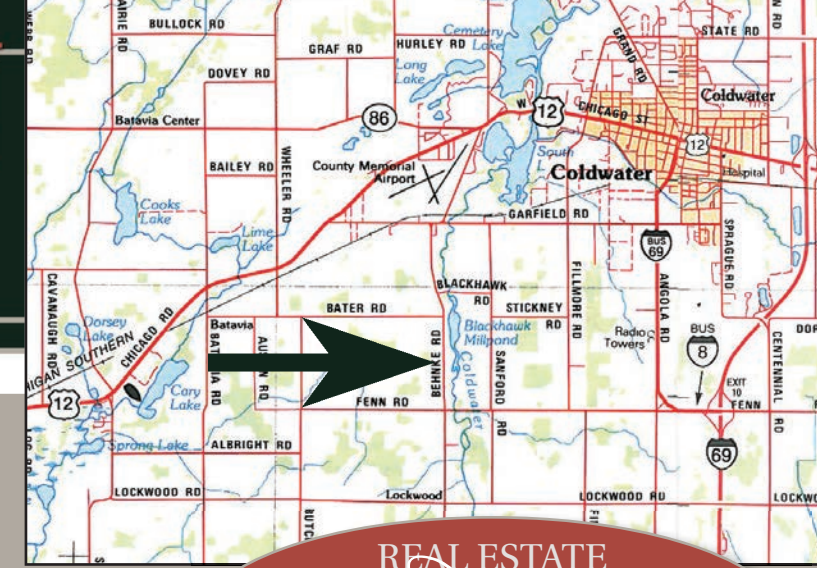 BULLOCK RD
GRAF RD
HURLEY RD
Cemetery
Lake
STATE RD
GRAND RD
DOVEY RD
Long
Lake
Coldwater
Batavia Center
86
W
12
CHICAGO ST
12
Hospital
BAILEY RD
WHEELER RD
County Memorial
Airport
South
Coldwater
Cooks
Lake
GARFIELD RD
Lime
Lake
BUS
69
SPRAGUE RD
CAVANAUGH RD
BLACKHAWK
RD
FILLMORE RD
ANGOLA RD
BATER RD
STICKNEY
RD
Dorsey
Lake
CHICAGO RD
Batavia
Blackhawk
Millpond
Radio
Towers
BUS
8
BEHNKE RD
SANFORD
RD
Coldwater
CENTENNIAL
RD
12
Cary
Lake
FENN RD
EXIT
10
FENN
69
Sprong Lake
ALBRIGHT RD
LOCKWOOD RD
Lockwood
LOCKWOOD RD
REAL ESTATE